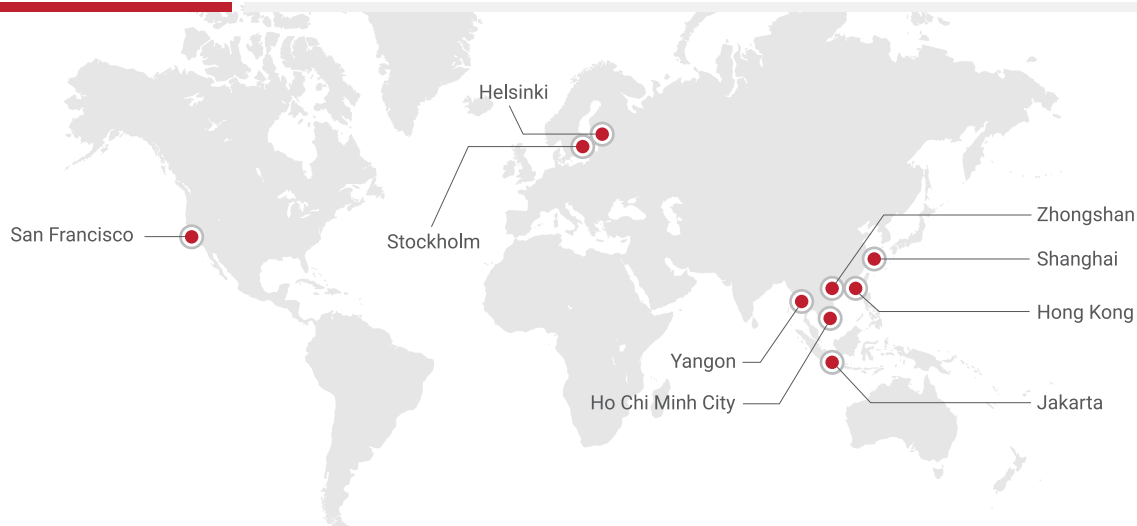 Helsinki
Zhongshan
San Francisco
Stockholm
Shanghai
Hong Kong
Yangon
Ho Chi Minh City
Jakarta